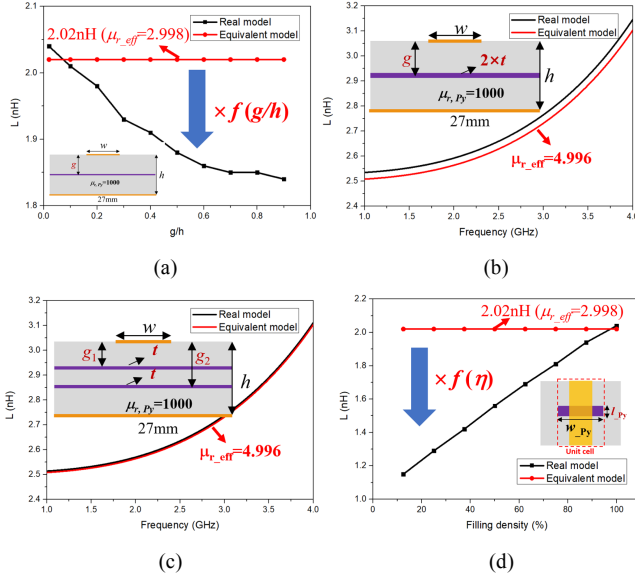 2.1
2.0
1.9
1.8
L (nH)
0.0 0.2 0.4 0.6 0.8 1.0
g/h
Real model
Equivalent model
2.02nH (μr_eff=2.998)
× f (g/h)
w
g
h
μr,Py=1000
27mm
(a)
3.2
3.1
3.0
2.9
2.8
2.7
2.6
2.5
2.4
L (nH)
1.0 1.5 2.0 2.5 3.0 3.5 4.0
Frequency (GHz)
Real model
Equivalent model
w
g
2×t
h
μr, Py=1000
27mm
μr_eff=4.996
(b)
3.2
3.1
3.0
2.9
2.8
2.7
2.6
2.5
2.4
L (nH)
1.0 1.5 2.0 2.5 3.0 3.5 4.0
Frequency (GHz)
Real model
Equivalent model
w
g1
t
g2
t
h
μr, Py=1000
27mm
μr_eff=4.996
(c)
2.2
2.0
1.8
1.6
1.4
1.2
1.0
L (nH)
0 20 40 60 80 100
Filling density (%)
2.02nH (μr_eff=2.998)
× f (η)
l_Py
w_Py
Unit cell
Real model
Equivalent model
(d)